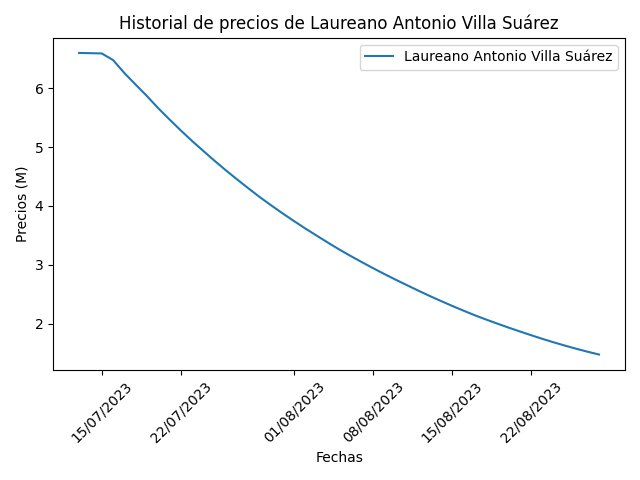 Historial de precios de Laureano Antonio Villa Suárez
Laureano Antonio Villa Suárez
Precios (M)
6
5
4
3
2
15/07/2023
22/07/2023
01/08/2023
08/08/2023
15/08/2023
22/08/2023
Fechas